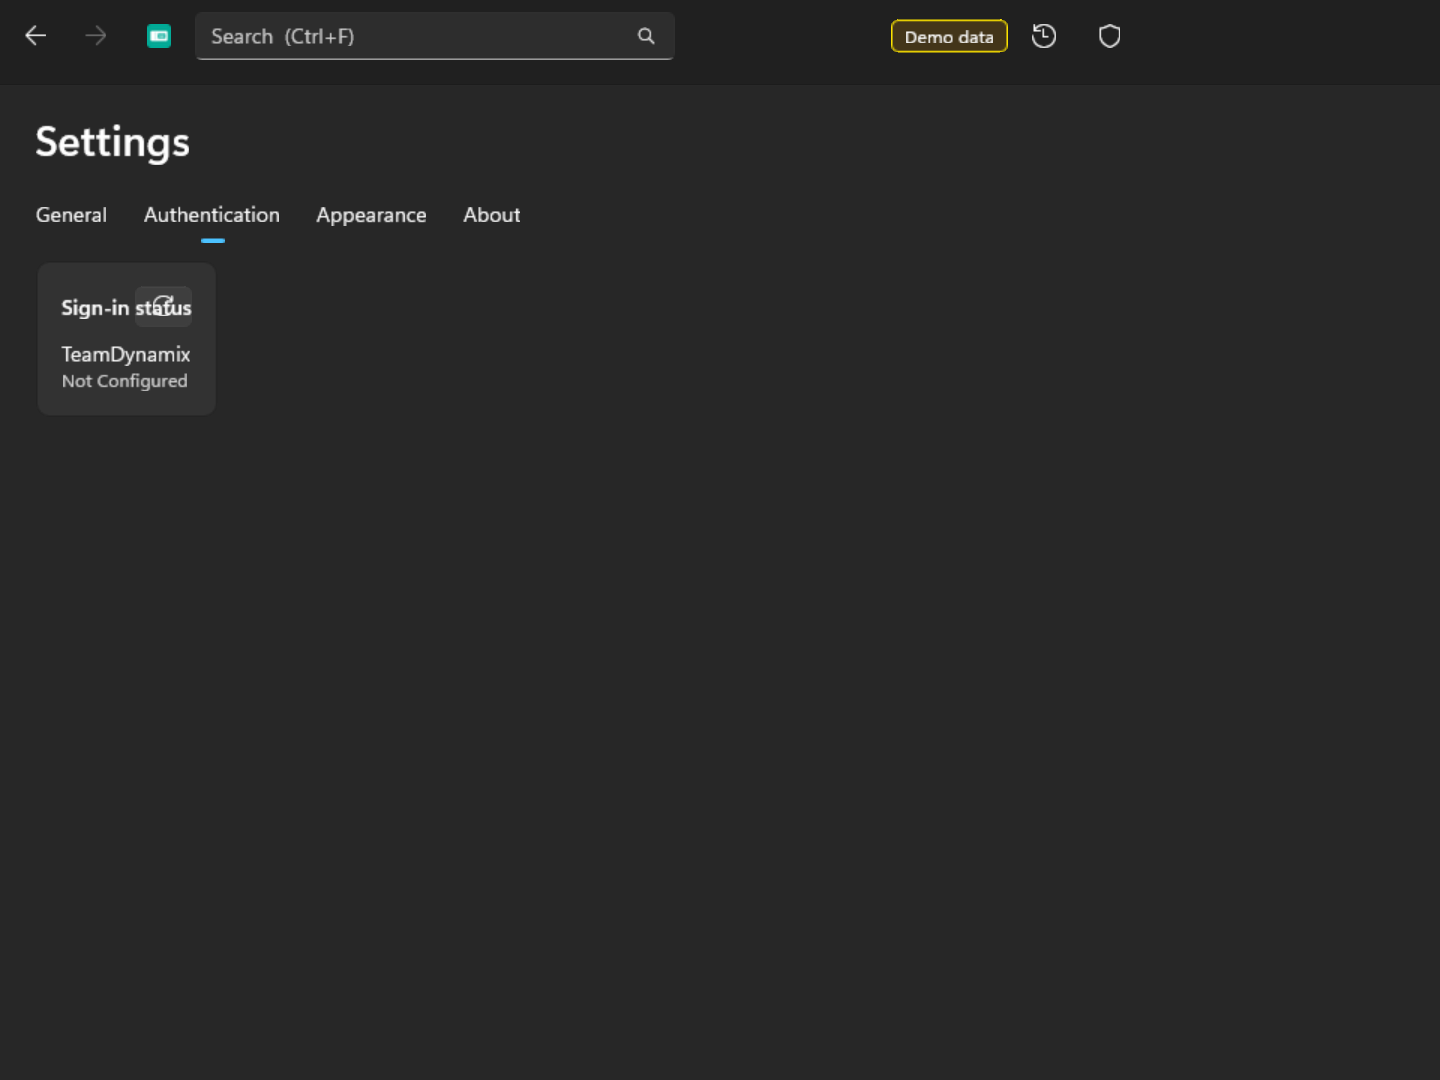 Search (Ctrl+F)
Demo data
Settings
General Authentication Appearance About
Sign-in status
TeamDynamix
Not Configured